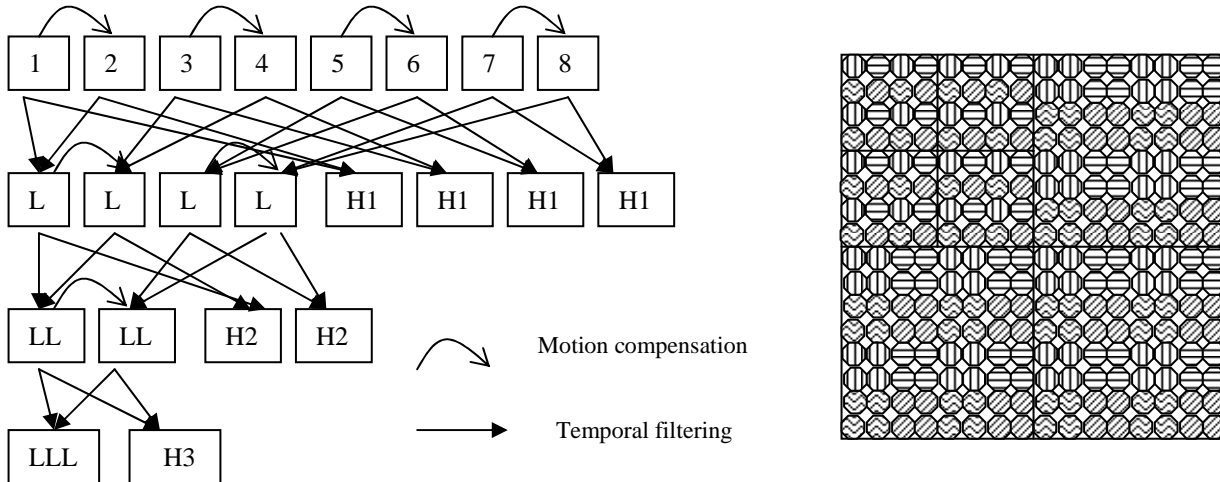 1 2 3 4 5 6 7 8
L L L L H1 H1 H1 H1
LL LL H2 H2
Motion compensation
LLL H3
Temporal filtering